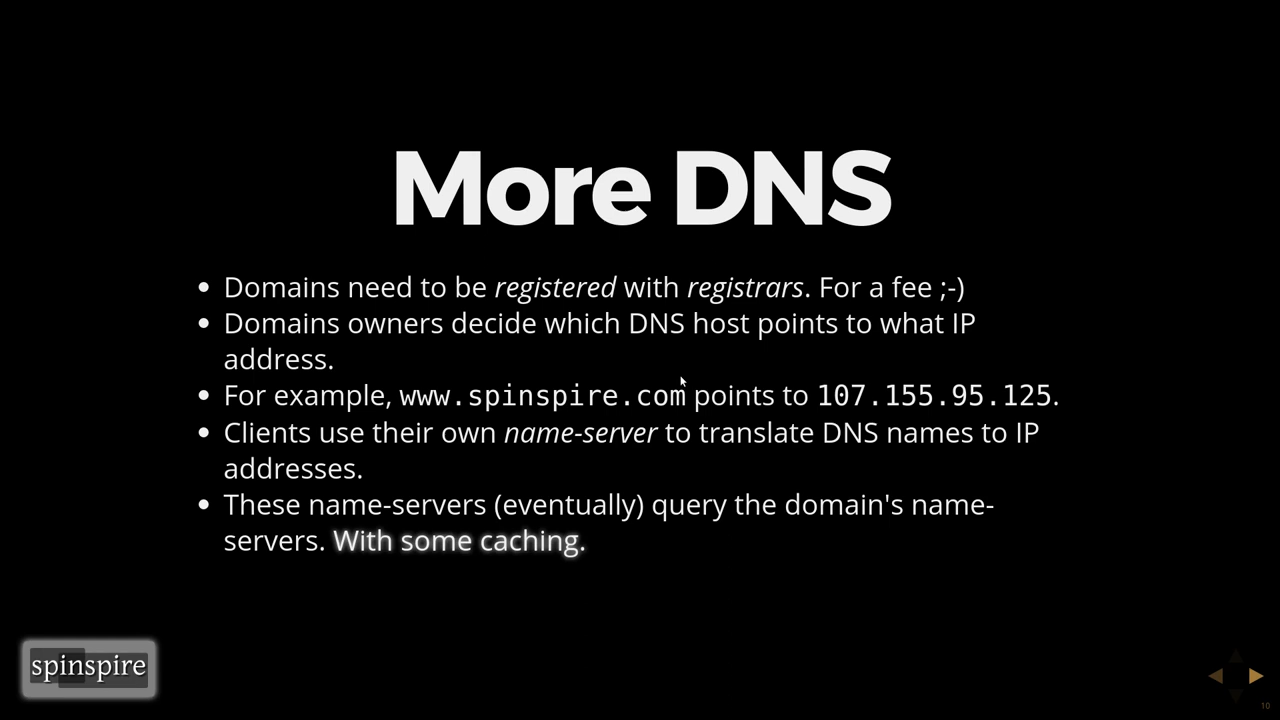 More DNS
Domains need to be registered with registrars. For a fee ;-)
Domains owners decide which DNS host points to what IP
address.
For example, www.spinspire.com points to 107.155.95.125.
Clients use their own name-server to translate DNS names to IP
addresses.
These name-servers (eventually) query the domain's name-
servers. With some caching.
spinspire
10